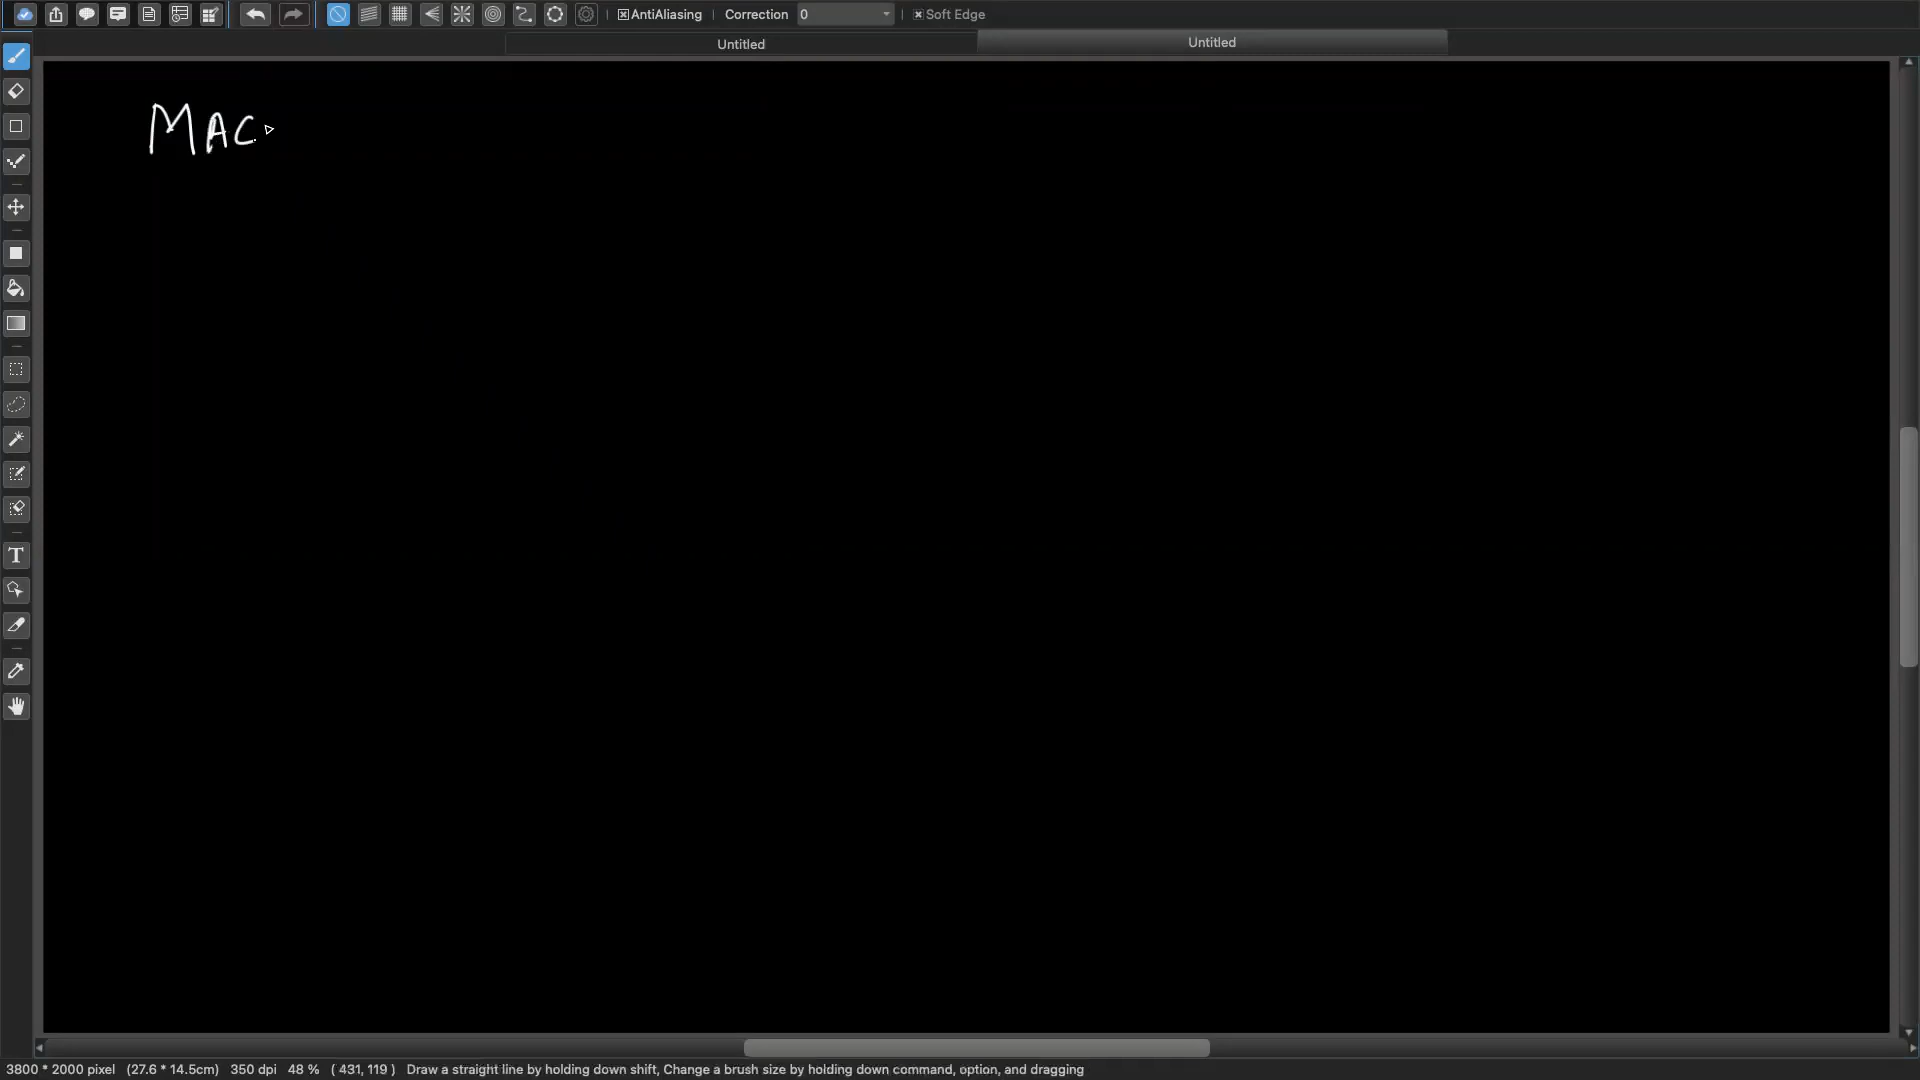 AntiAliasing
Correction 0
Soft Edge
Untitled
Untitled
MAC
T
3800 * 2000 pixel (27.6 * 14.5cm) 350 dpi 48 % ( 431, 119 ) Draw a straight line by holding down shift, Change a brush size by holding down command, option, and dragging